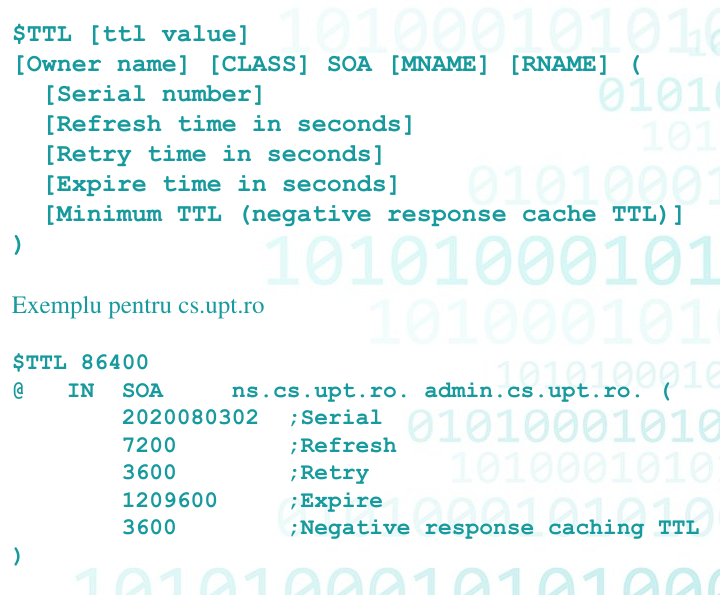 $TTL [ttl value]
[Owner name] [CLASS] SOA [MNAME] [RNAME] (
[Serial number]
[Refresh time in seconds]
[Retry time in seconds]
[Expire time in seconds]
[Minimum TTL (negative response cache TTL)]
)
Exemplu pentru cs.upt.ro
$TTL 86400
@ IN SOA ns.cs.upt.ro. admin.cs.upt.ro. (
2020080302 ;Serial
7200 ;Refresh
3600 ;Retry
1209600 ;Expire
3600 ;Negative response caching TTL
)